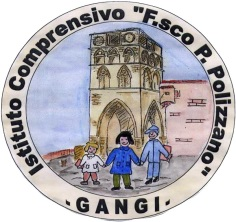 Istituto Comprensivo "F.sco P. Polizzano"
- GANGI -